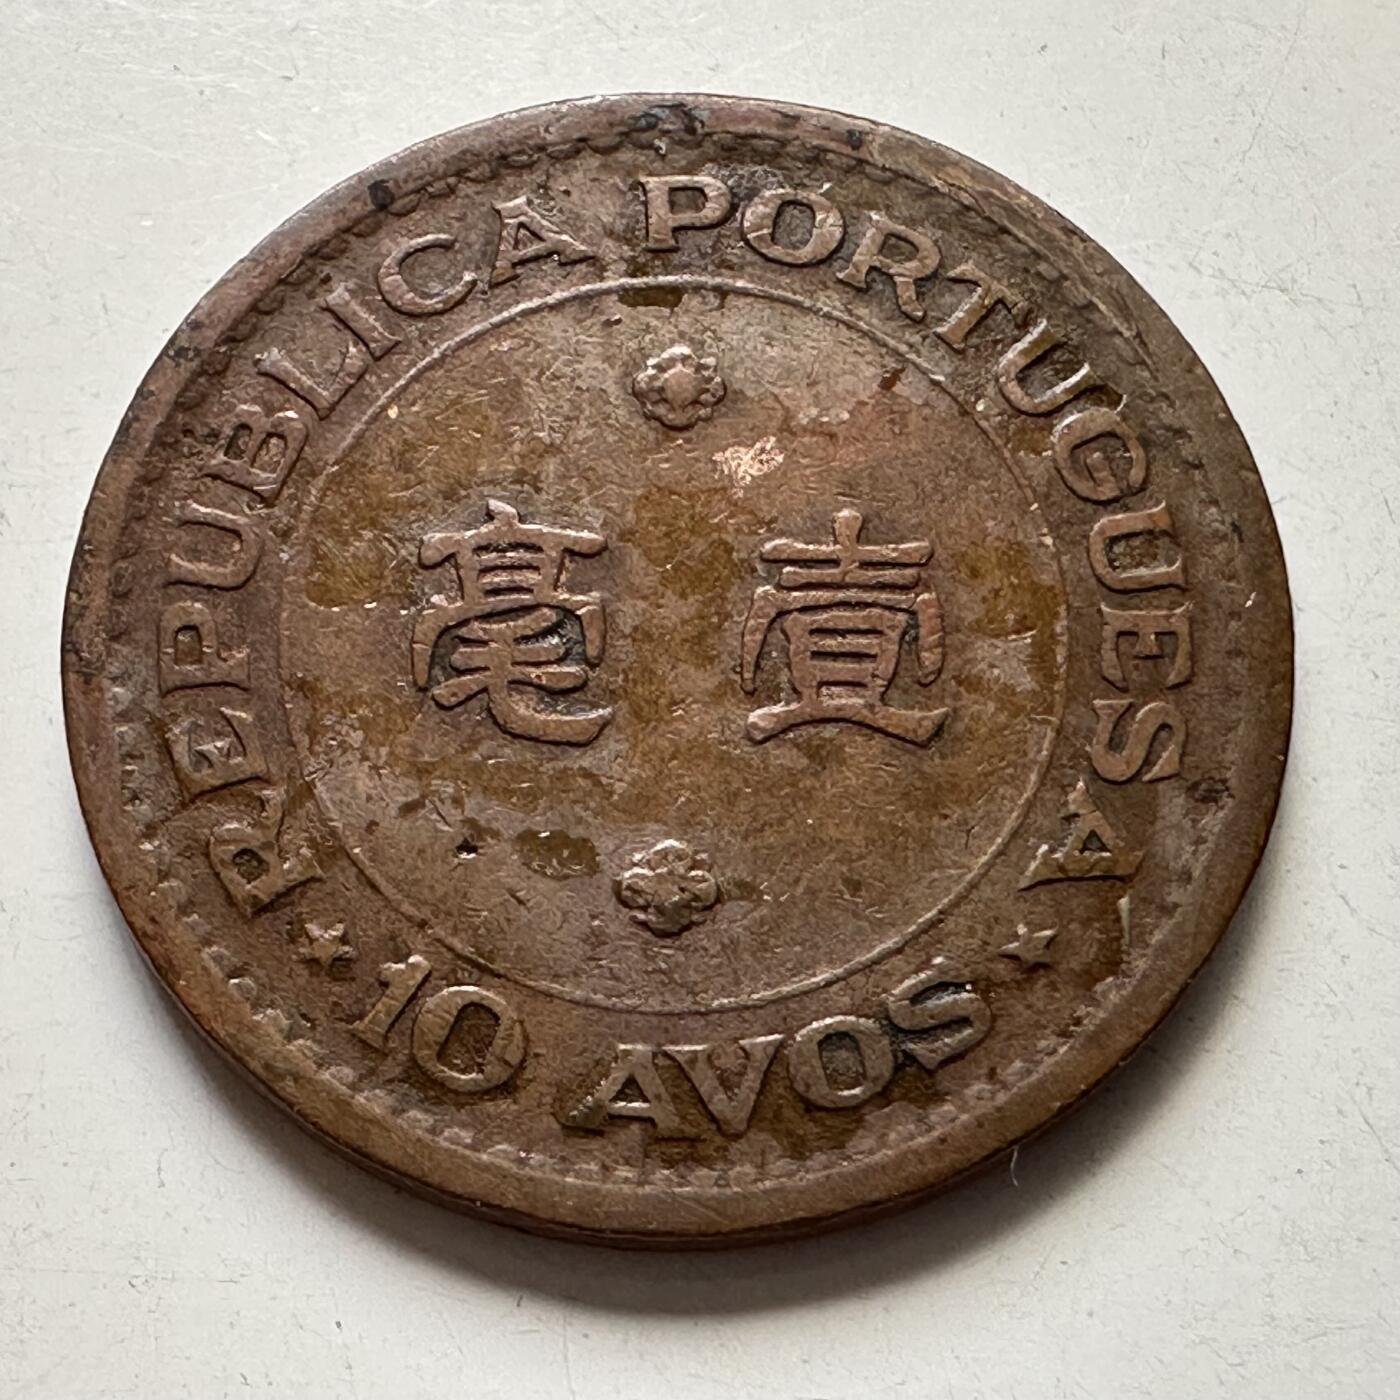 REPUBLICA PORTUGUESA
毫 壹
10 AVOS